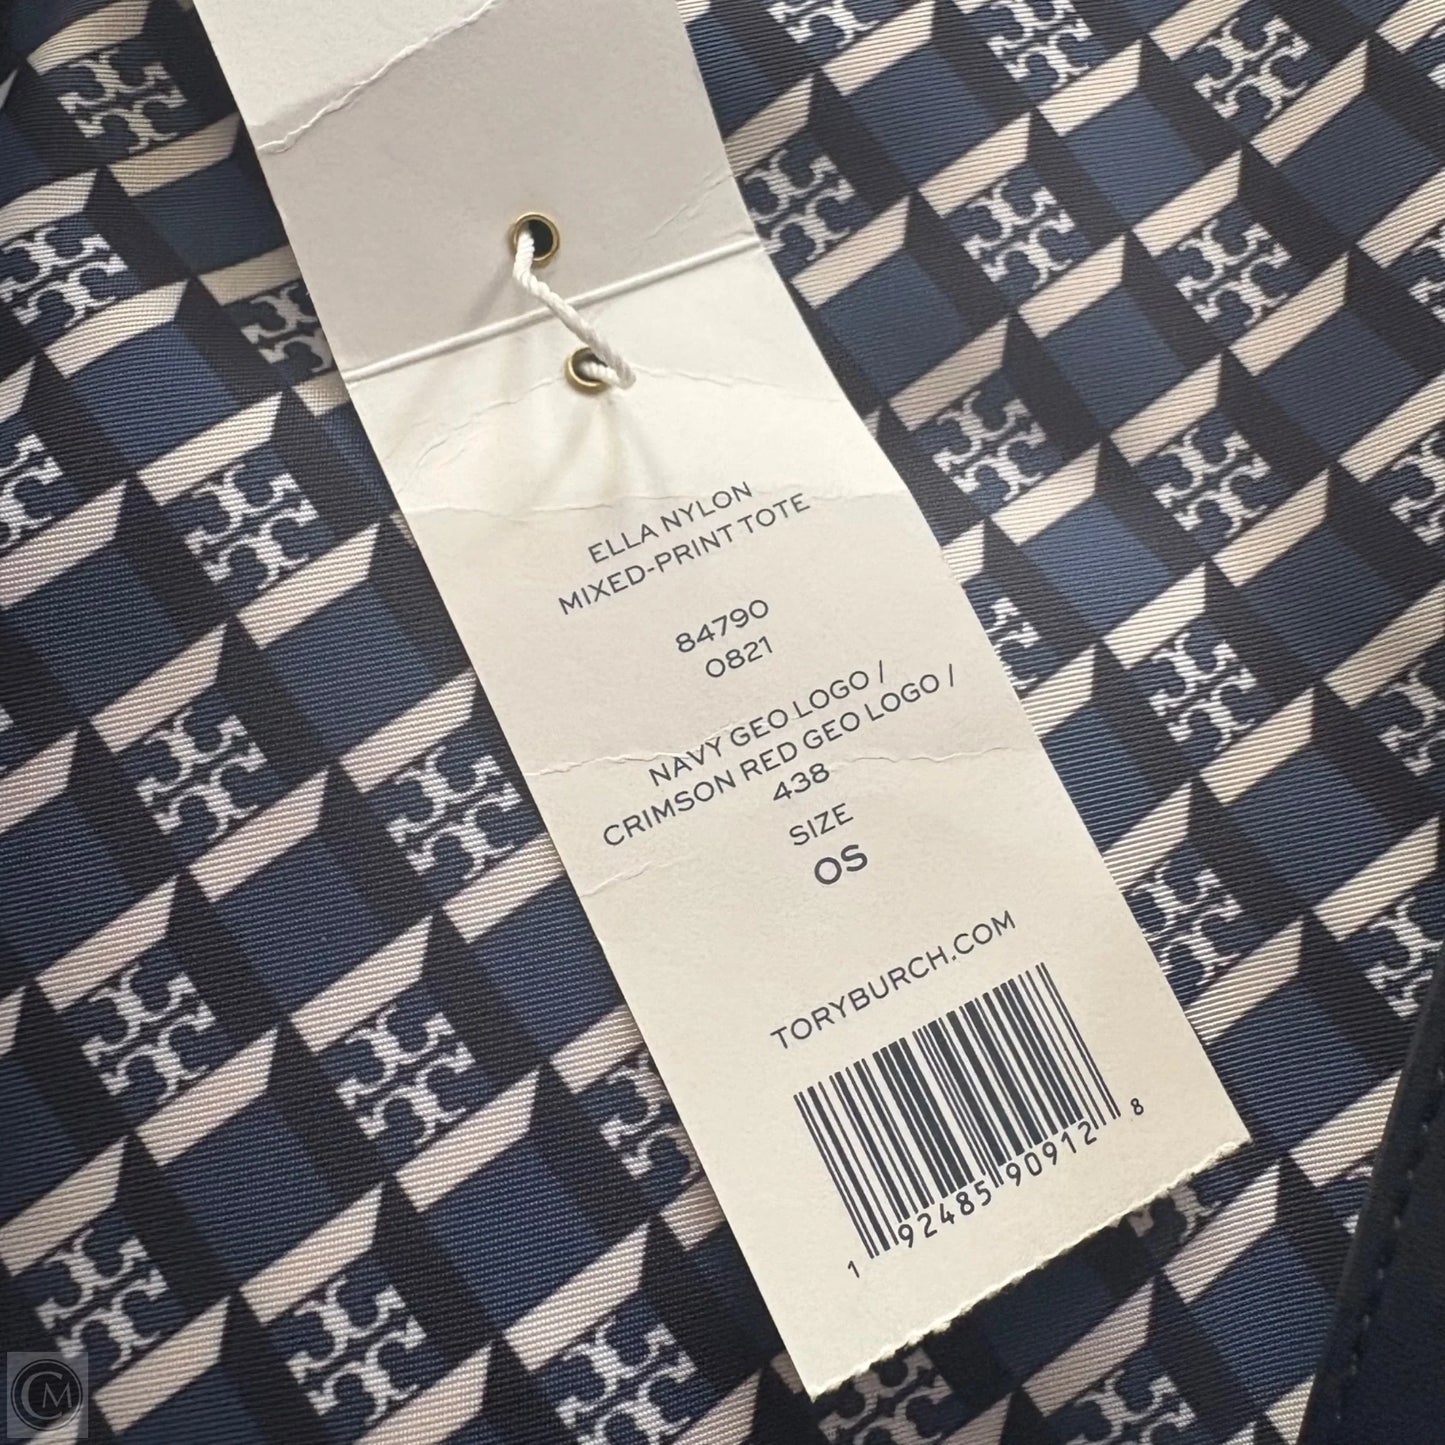 ELLA NYLON
MIXED-PRINT TOTE
84790
0821
NAVY GEO LOGO /
CRIMSON RED GEO LOGO /
438
SIZE
OS
TORYBURCH.COM
1 92485 90912 8
CM